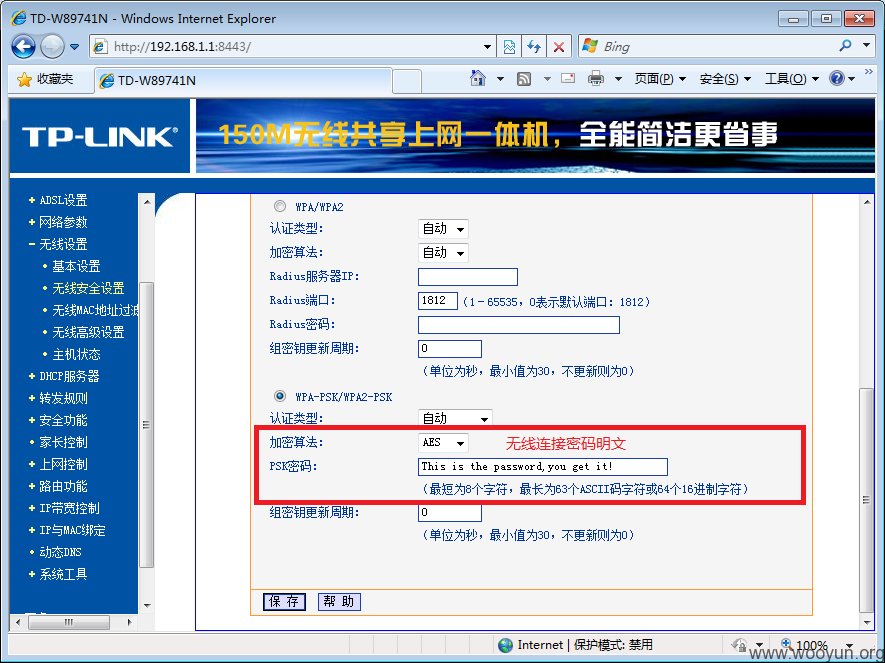 TD-W89741N - Windows Internet Explorer
http://192.168.1.1:8443/
Bing
收藏夹
TD-W89741N
页面(P)
安全(S)
工具(O)
TP-LINK®
150M无线共享上网一体机，全能简洁更省事
+ ADSL设置
+ 网络参数
- 无线设置
• 基本设置
• 无线安全设置
• 无线MAC地址过滤
• 无线高级设置
• 主机状态
+ DHCP服务器
+ 转发规则
+ 安全功能
+ 家长控制
+ 上网控制
+ 路由功能
+ IP带宽控制
+ IP与MAC绑定
• 动态DNS
+ 系统工具
WPA/WPA2
认证类型： 自动
加密算法： 自动
Radius服务器IP：
Radius端口： 1812 （1－65535，0表示默认端口：1812）
Radius密码：
组密钥更新周期： 0
（单位为秒，最小值为30，不更新则为0）
WPA-PSK/WPA2-PSK
认证类型： 自动
加密算法： AES 无线连接密码明文
PSK密码： This is the password,you get it!
（最短为8个字符，最长为63个ASCII码字符或64个16进制字符）
组密钥更新周期： 0
（单位为秒，最小值为30，不更新则为0）
保存 帮助
Internet | 保护模式: 禁用
100%
www.wooyun.org